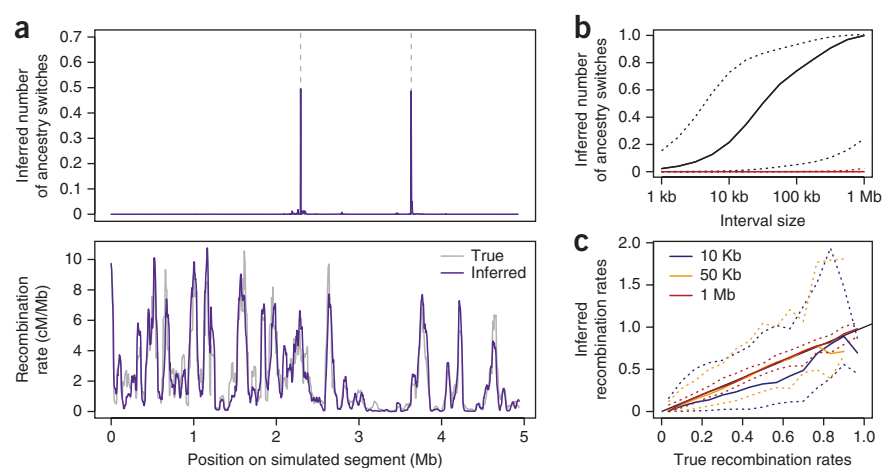 a
Inferred number
of ancestry switches
0.7
0.6
0.5
0.4
0.3
0.2
0.1
0
Recombination
rate (cM/Mb)
10
8
6
4
2
0
True
Inferred
0
1
2
3
4
5
Position on simulated segment (Mb)
b
Inferred number
of ancestry switches
1.0
0.8
0.6
0.4
0.2
0
1 kb
10 kb
100 kb
1 Mb
Interval size
c
Inferred
recombination rates
2.0
1.5
1.0
0.5
0
10 Kb
50 Kb
1 Mb
0
0.2
0.4
0.6
0.8
1.0
True recombination rates